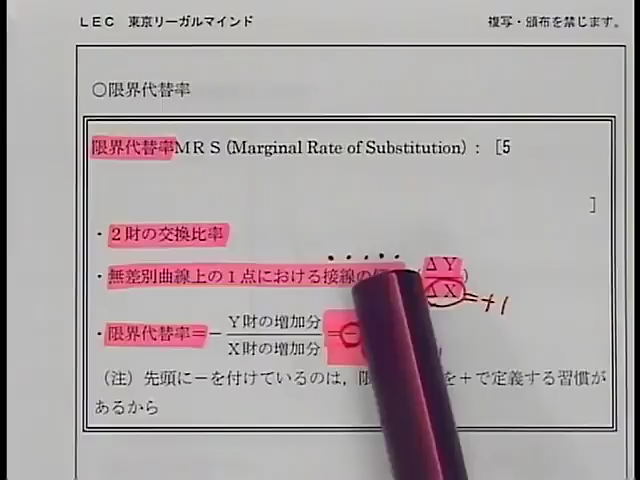 LEC 東京リーガルマインド 複写・頒布を禁じます。
○限界代替率
限界代替率MRS (Marginal Rate of Substitution) : [5
]
・2財の交換比率
・無差別曲線上の1点における接線の (ΔY)
ΔX =+1
・限界代替率=- Y財の増加分 =-
X財の増加分
(注) 先頭に-を付けているのは, を+で定義する習慣が
あるから